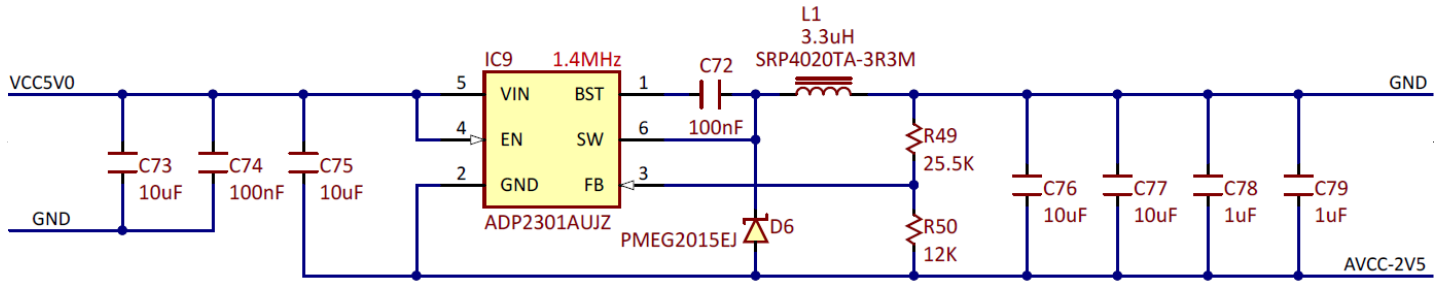 L1
3.3uH
SRP4020TA-3R3M
IC9
1.4MHz
C72
100nF
VCC5V0
GND
5
VIN
BST
1
4
EN
SW
6
2
GND
FB
3
ADP2301AUJZ
C73
10uF
C74
100nF
C75
10uF
GND
R49
25.5K
R50
12K
D6
PMEG2015EJ
C76
10uF
C77
10uF
C78
1uF
C79
1uF
AVCC-2V5